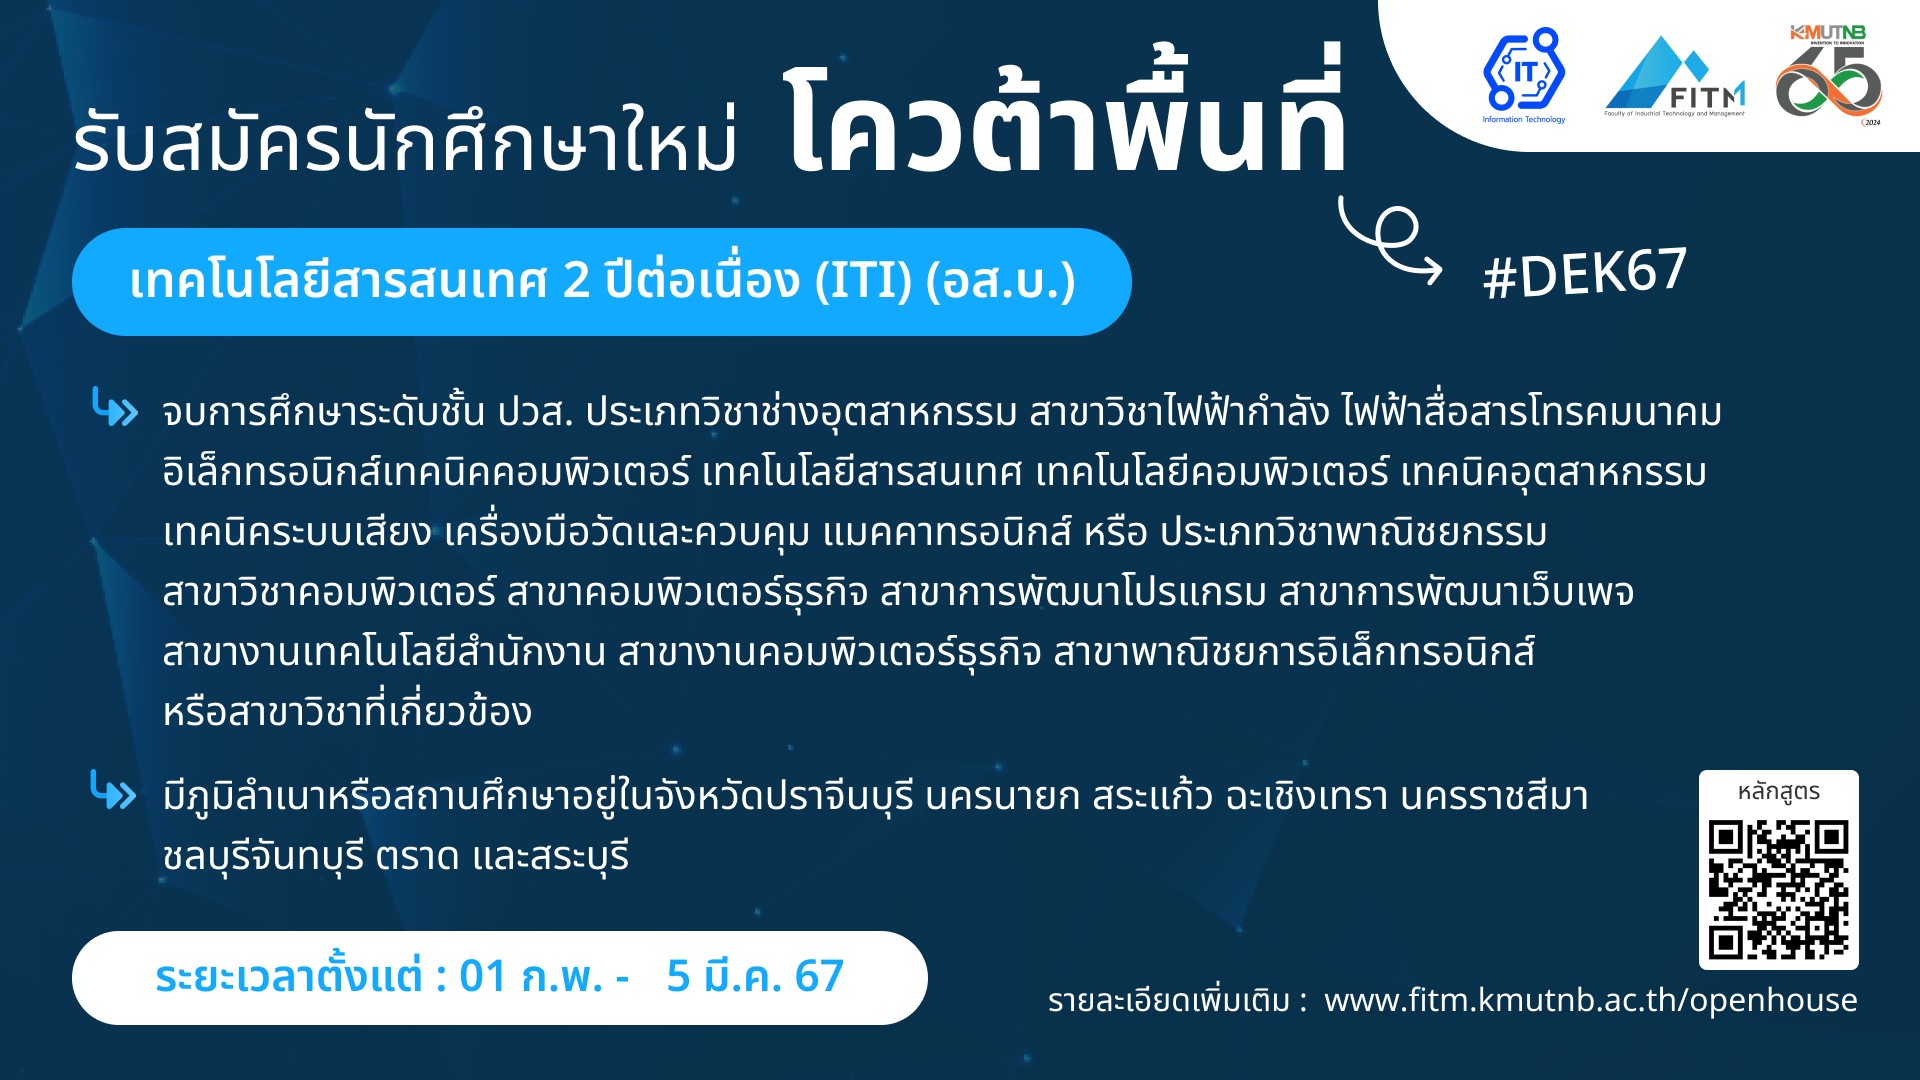 IT
Information Technology
FITM
Faculty of Industrial Technology and Management
KMUTNB
INVENTION TO INNOVATION
65
2024
รับสมัครนักศึกษาใหม่ โควต้าพื้นที่
#DEK67
เทคโนโลยีสารสนเทศ 2 ปีต่อเนื่อง (ITI) (อส.บ.)
จบการศึกษาระดับชั้น ปวส. ประเภทวิชาช่างอุตสาหกรรม สาขาวิชาไฟฟ้ากำลัง ไฟฟ้าสื่อสารโทรคมนาคม
อิเล็กทรอนิกส์เทคนิคคอมพิวเตอร์ เทคโนโลยีสารสนเทศ เทคโนโลยีคอมพิวเตอร์ เทคนิคอุตสาหกรรม
เทคนิคระบบเสียง เครื่องมือวัดและควบคุม แมคคาทรอนิกส์ หรือ ประเภทวิชาพาณิชยกรรม
สาขาวิชาคอมพิวเตอร์ สาขาคอมพิวเตอร์ธุรกิจ สาขาการพัฒนาโปรแกรม สาขาการพัฒนาเว็บเพจ
สาขางานเทคโนโลยีสำนักงาน สาขางานคอมพิวเตอร์ธุรกิจ สาขาพาณิชยการอิเล็กทรอนิกส์
หรือสาขาวิชาที่เกี่ยวข้อง
มีภูมิลำเนาหรือสถานศึกษาอยู่ในจังหวัดปราจีนบุรี นครนายก สระแก้ว ฉะเชิงเทรา นครราชสีมา
ชลบุรีจันทบุรี ตราด และสระบุรี
หลักสูตร
ระยะเวลาตั้งแต่ : 01 ก.พ. - 5 มี.ค. 67
รายละเอียดเพิ่มเติม : www.fitm.kmutnb.ac.th/openhouse